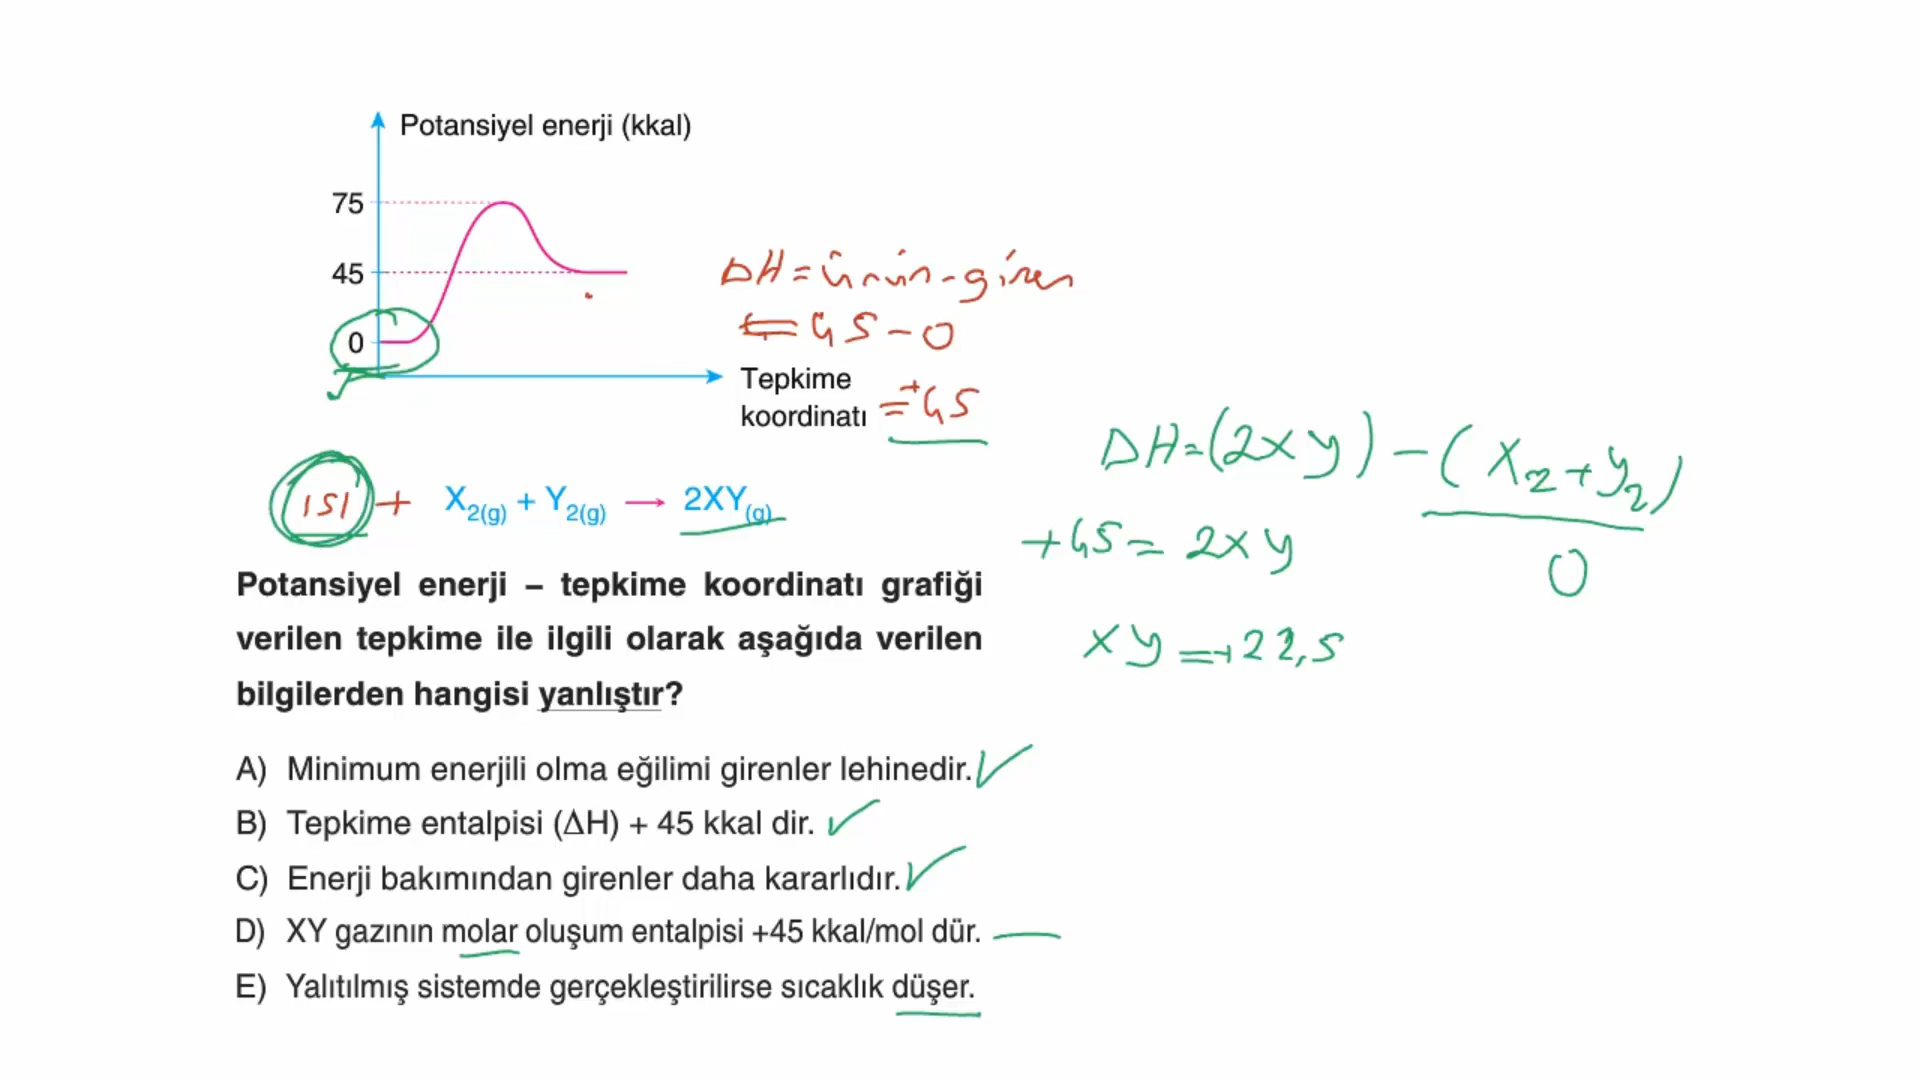 Potansiyel enerji (kkal)
75
45
0
Tepkime
koordinatı
ΔH = ürün - giren
= 45 - 0
= +45
ISI + X2(g) + Y2(g) → 2XY(g)
ΔH = (2XY) - (X2 + Y2)
0
+45 = 2XY
XY = +22,5
Potansiyel enerji – tepkime koordinatı grafiği
verilen tepkime ile ilgili olarak aşağıda verilen
bilgilerden hangisi yanlıştır?
A) Minimum enerjili olma eğilimi girenler lehinedir.
B) Tepkime entalpisi (ΔH) + 45 kkal dir.
C) Enerji bakımından girenler daha kararlıdır.
D) XY gazının molar oluşum entalpisi +45 kkal/mol dür.
E) Yalıtılmış sistemde gerçekleştirilirse sıcaklık düşer.